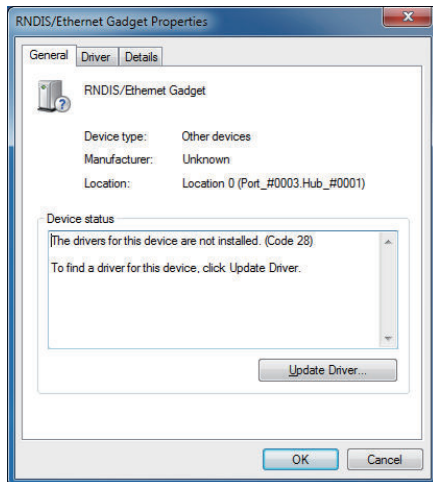 RNDIS/Ethernet Gadget Properties
General Driver Details
RNDIS/Ethernet Gadget
Device type: Other devices
Manufacturer: Unknown
Location: Location 0 (Port_#0003.Hub_#0001)
Device status
The drivers for this device are not installed. (Code 28)
To find a driver for this device, click Update Driver.
Update Driver...
OK Cancel